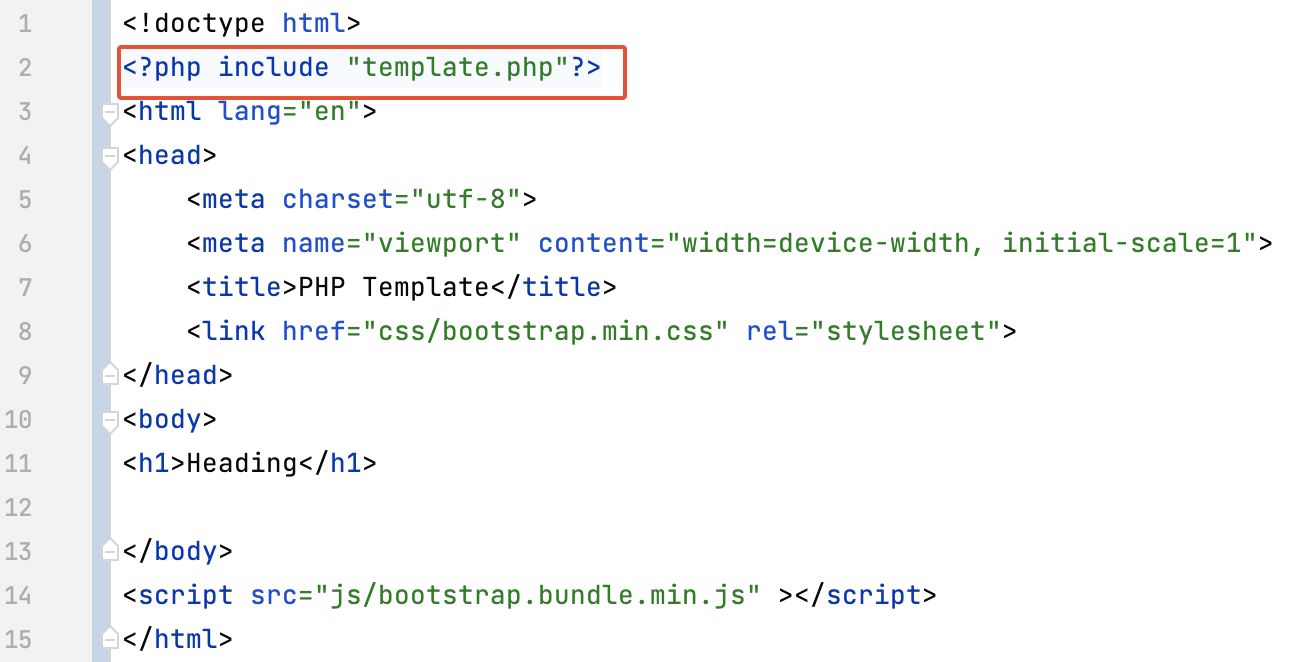 1 <!doctype html>
2 <?php include "template.php"?>
3 <html lang="en">
4 <head>
5     <meta charset="utf-8">
6     <meta name="viewport" content="width=device-width, initial-scale=1">
7     <title>PHP Template</title>
8     <link href="css/bootstrap.min.css" rel="stylesheet">
9 </head>
10 <body>
11 <h1>Heading</h1>
12
13 </body>
14 <script src="js/bootstrap.bundle.min.js" ></script>
15 </html>